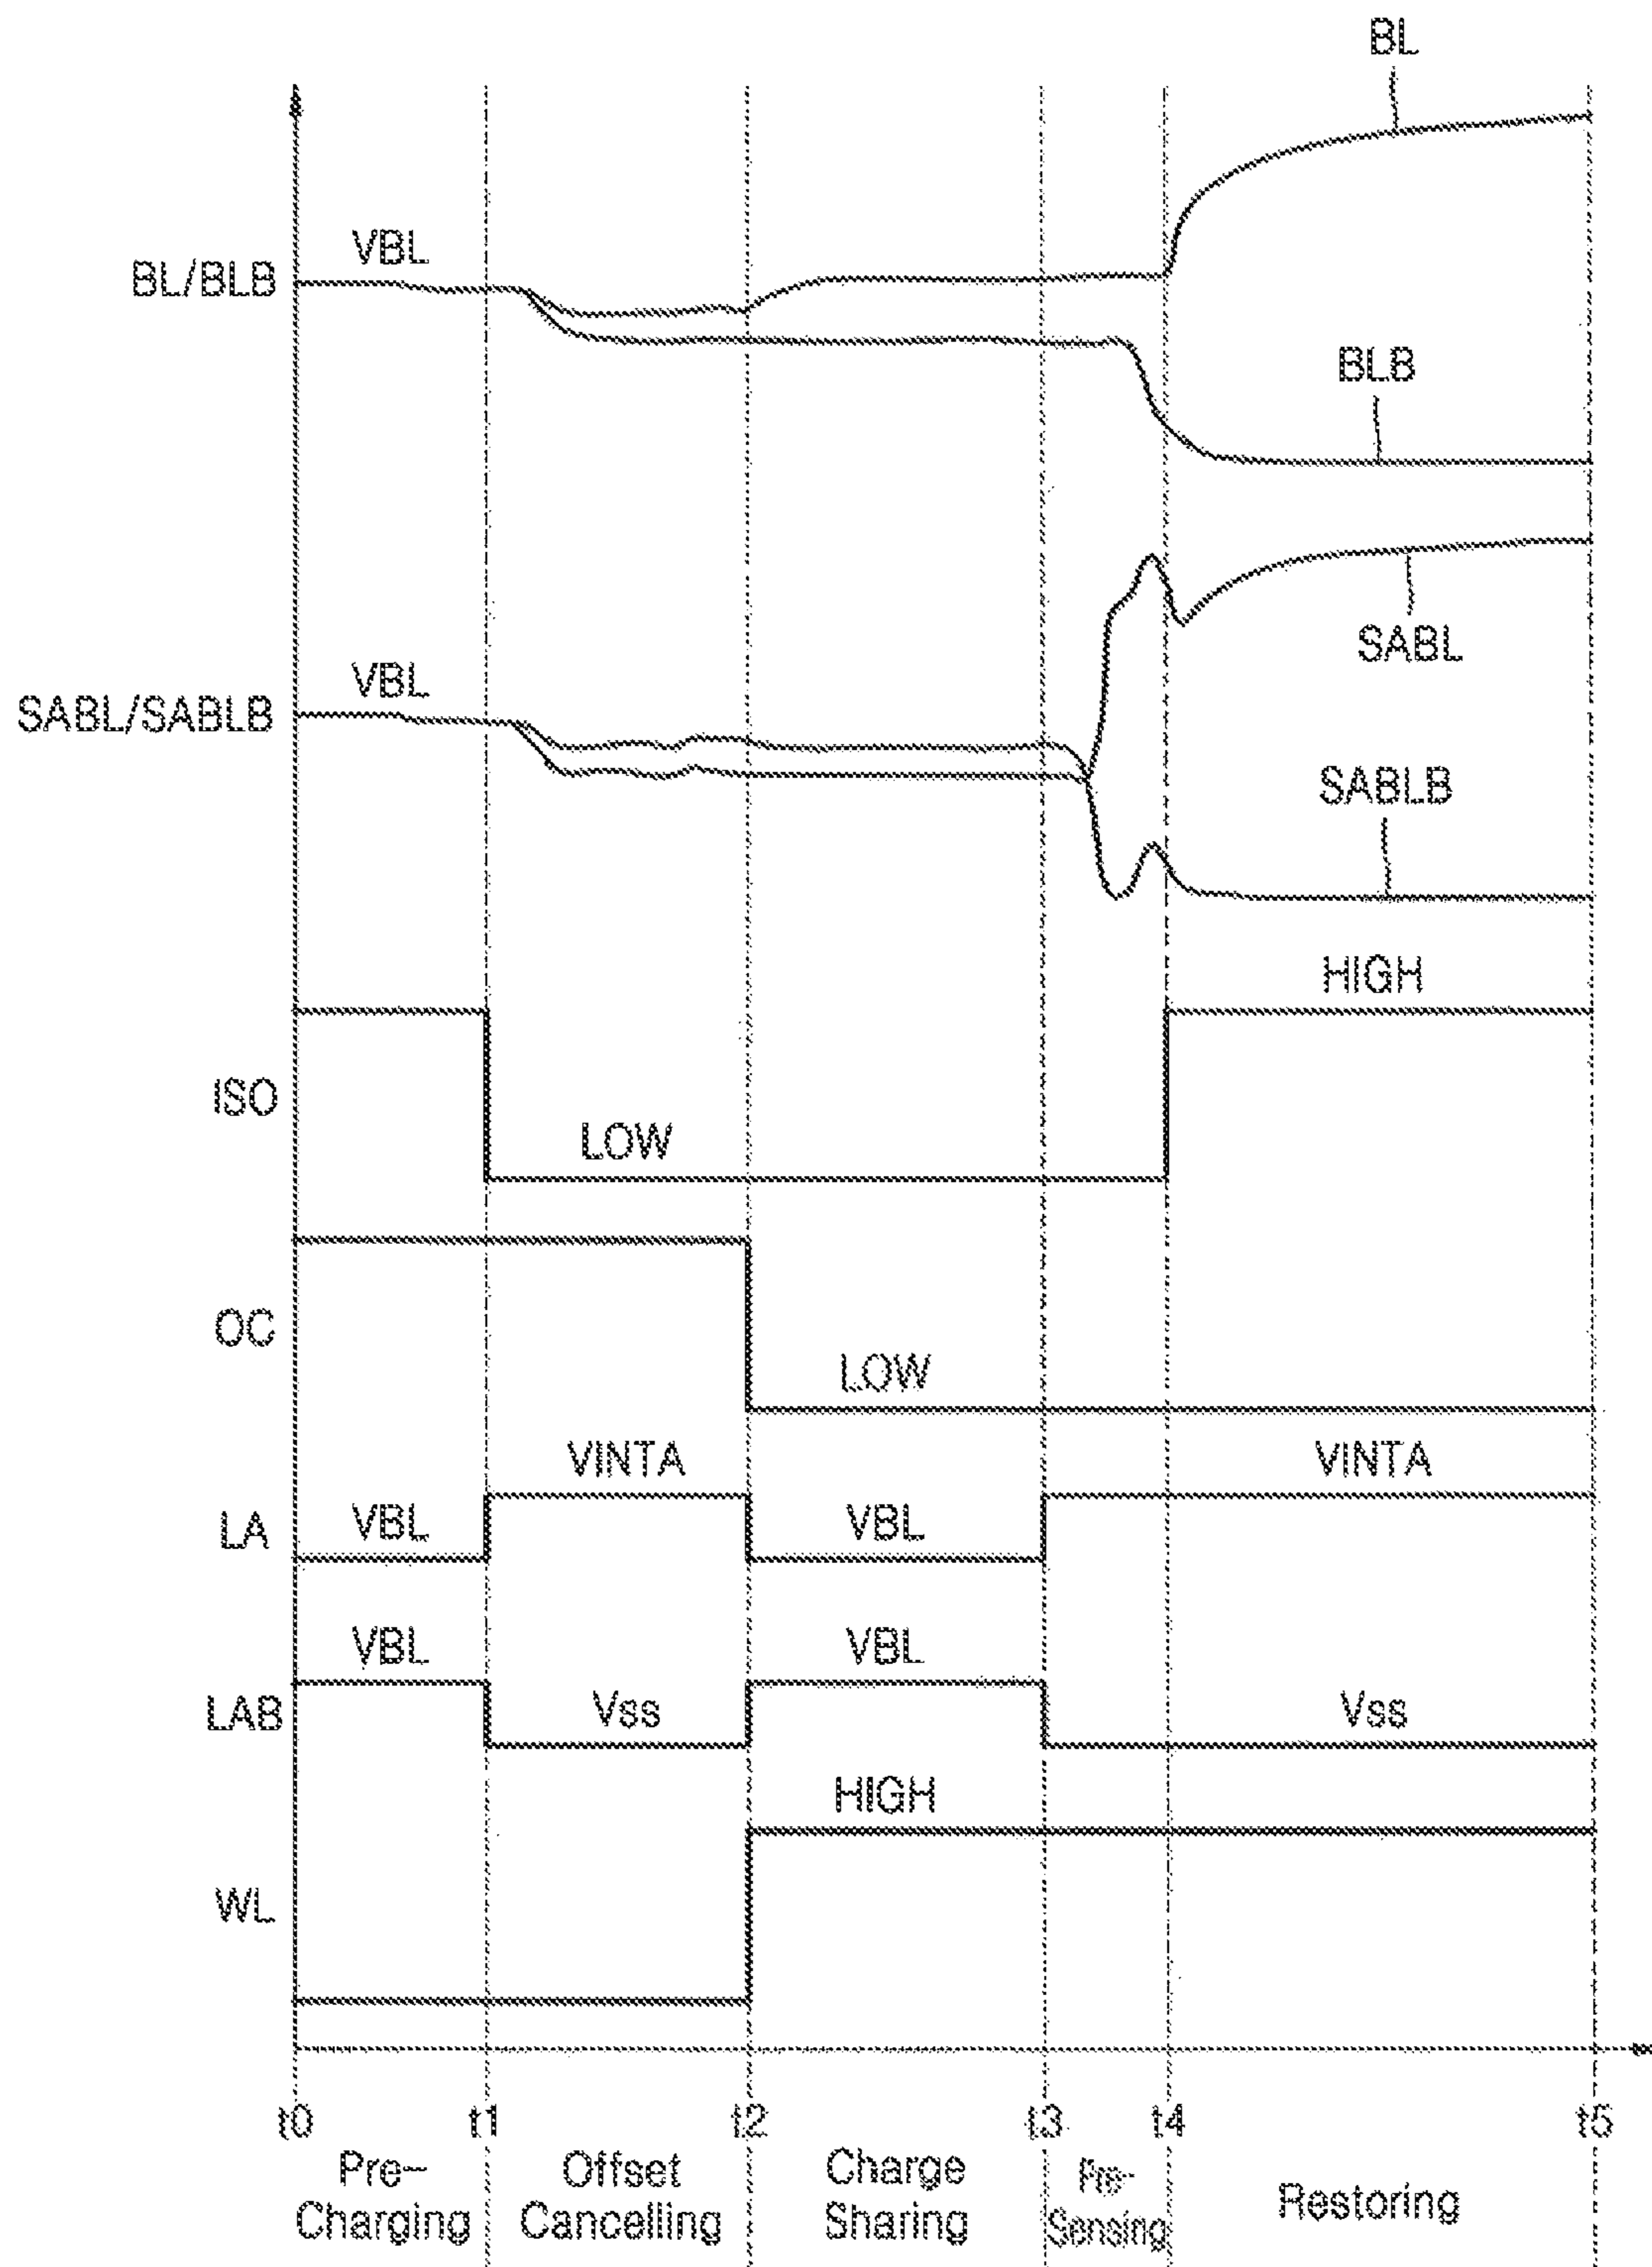 BL
VBL
BL/BLB
BLB
VBL
SABL
SABL/SABLB
SABLB
HIGH
ISO
LOW
OC
LOW
VINTA VINTA
LA VBL VBL
VBL VBL
LAB Vss Vss
HIGH
WL
t0 t1 t2 t3 t4 t5
Pre-
Charging
Offset
Cancelling
Charge
Sharing
Pre-
Sensing
Restoring